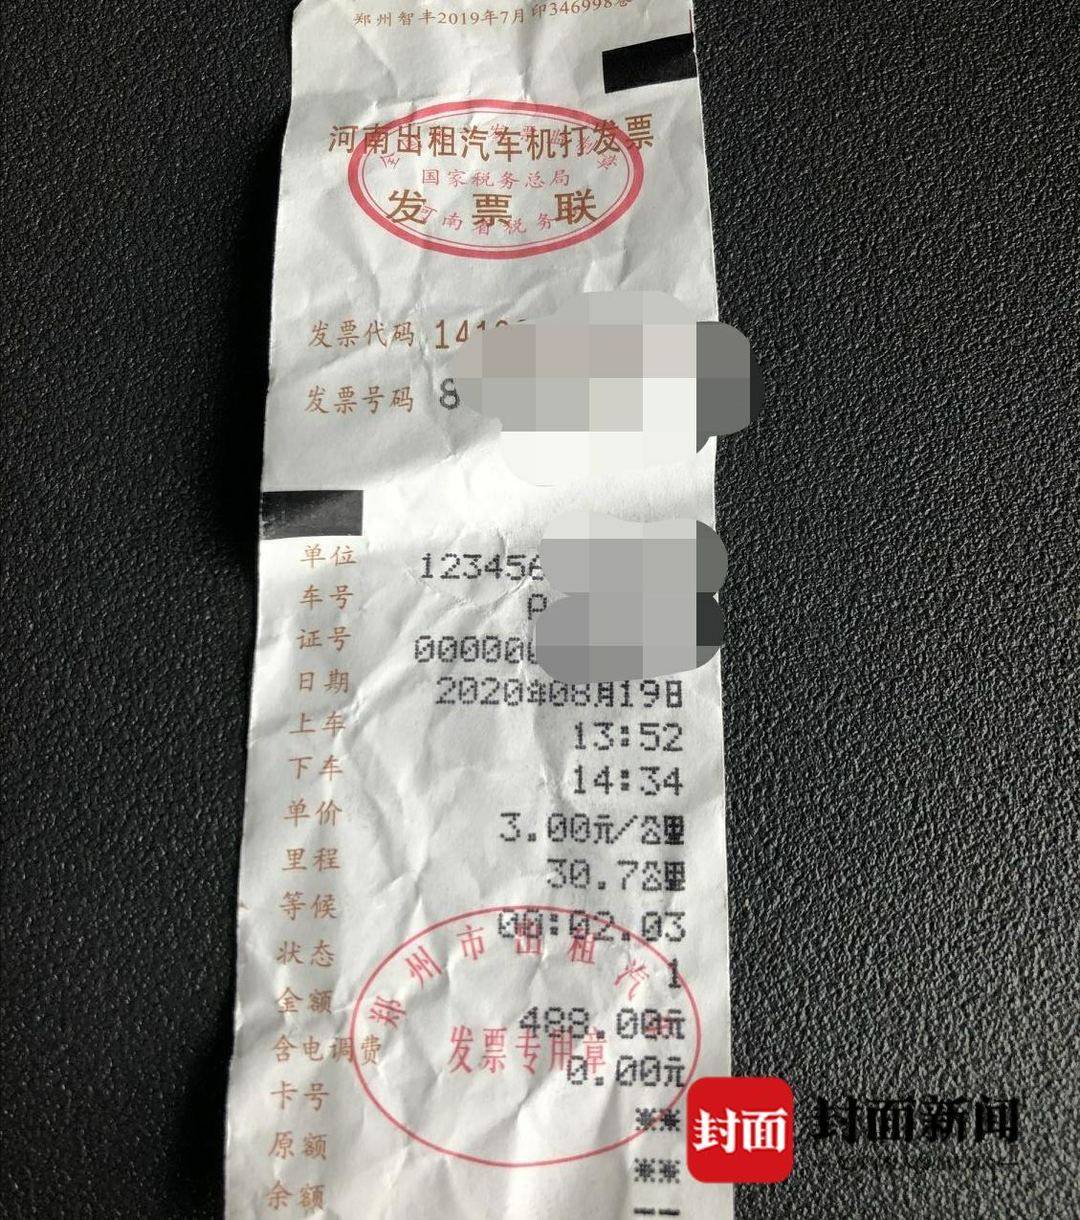 郑州智丰2019年7月印346998卷
河南出租汽车机打发票
国家税务总局
发票联
河南省税务
发票代码 141
发票号码 8
单位 123456
车号 P
证号 000000
日期 2020年08月19日
上车 13:52
下车 14:34
单价 3.00元/公里
里程 30.7公里
等候 00:02.03
状态 1
金额 488.00元
含电调费 0.00元
卡号 **
原额 **
余额 --
郑州市出租汽车
发票专用章
封面 封面新闻